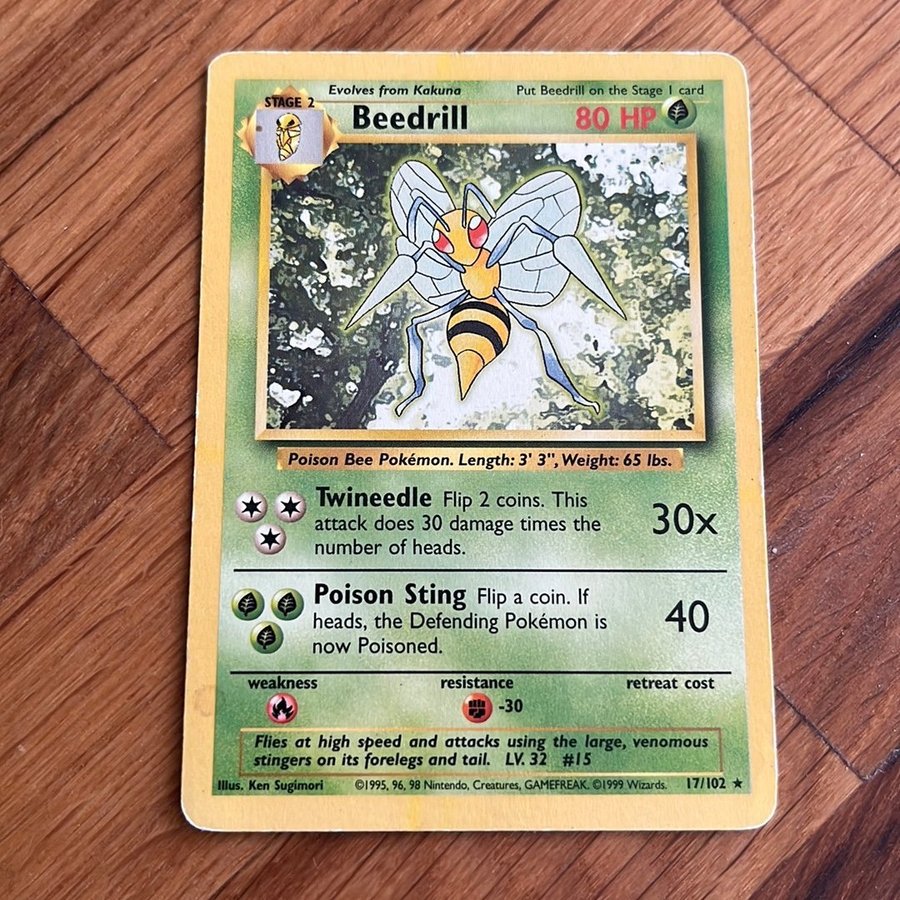 Evolves from Kakuna Put Beedrill on the Stage 1 card
STAGE 2
Beedrill 80 HP
Poison Bee Pokémon. Length: 3' 3", Weight: 65 lbs.
Twineedle Flip 2 coins. This
attack does 30 damage times the
number of heads.
30x
Poison Sting Flip a coin. If
heads, the Defending Pokémon is
now Poisoned.
40
weakness resistance retreat cost
-30
Flies at high speed and attacks using the large, venomous
stingers on its forelegs and tail. LV. 32 #15
Illus. Ken Sugimori ©1995, 96, 98 Nintendo, Creatures, GAMEFREAK. ©1999 Wizards. 17/102 ★